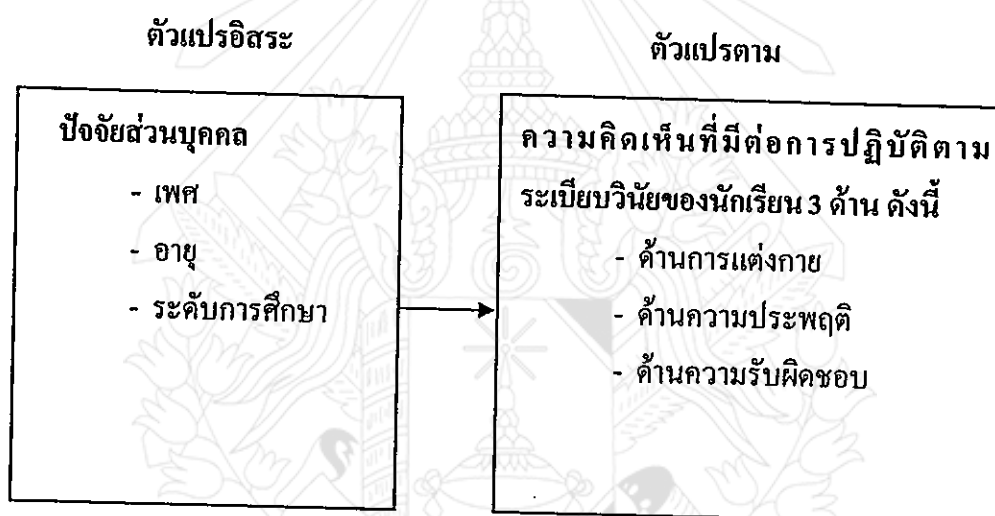 ตัวแปรอิสระ
ปัจจัยส่วนบุคคล
- เพศ
- อายุ
- ระดับการศึกษา
ตัวแปรตาม
ความคิดเห็นที่มีต่อการปฏิบัติตาม
ระเบียบวินัยของนักเรียน 3 ด้าน ดังนี้
- ด้านการแต่งกาย
- ด้านความประพฤติ
- ด้านความรับผิดชอบ